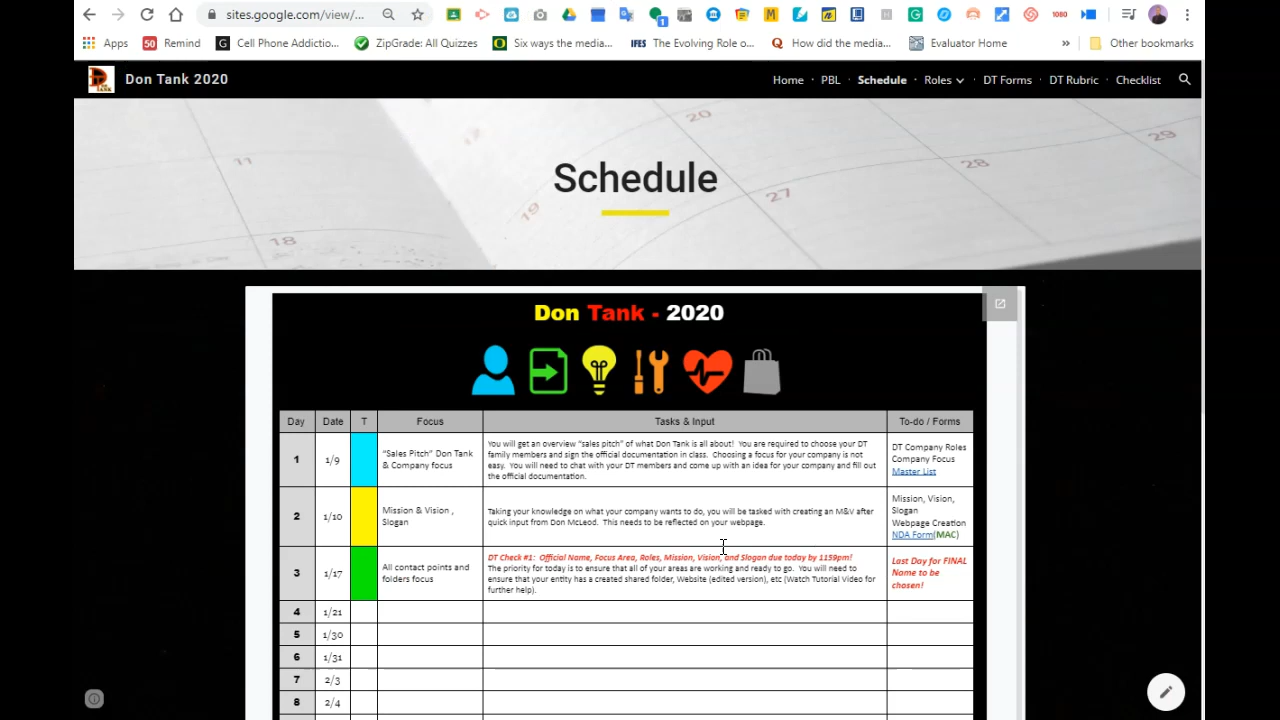 sites.google.com/view/...
1
1080
Apps
50 Remind
G Cell Phone Addictio...
ZipGrade: All Quizzes
Six ways the media...
IFES The Evolving Role o...
How did the media...
Evaluator Home
»
Other bookmarks
Don Tank 2020
Home · PBL · Schedule · Roles · DT Forms · DT Rubric · Checklist
11
20
29
28
27
19
18
Schedule
Don Tank - 2020
Day Date T Focus Tasks & Input To-do / Forms
1 1/9
"Sales Pitch" Don Tank
& Company focus
You will get an overview "sales pitch" of what Don Tank is all about! You are required to choose your DT
family members and sign the official documentation in class. Choosing a focus for your company is not
easy. You will need to chat with your DT members and come up with an idea for your company and fill out
the official documentation.
DT Company Roles
Company Focus
Master List
2 1/10
Mission & Vision ,
Slogan
Taking your knowledge on what your company wants to do, you will be tasked with creating an M&V after
quick input from Don McLeod. This needs to be reflected on your webpage.
Mission, Vision,
Slogan
Webpage Creation
NDA Form(MAC)
3 1/17
All contact points and
folders focus
DT Check #1: Official Name, Focus Area, Roles, Mission, Vision, and Slogan due today by 1159pm!
The priority for today is to ensure that all of your areas are working and ready to go. You will need to
ensure that your entity has a created shared folder, Website (edited version), etc (Watch Tutorial Video for
further help).
Last Day for FINAL
Name to be
chosen!
4 1/21
5 1/30
6 1/31
7 2/3
8 2/4